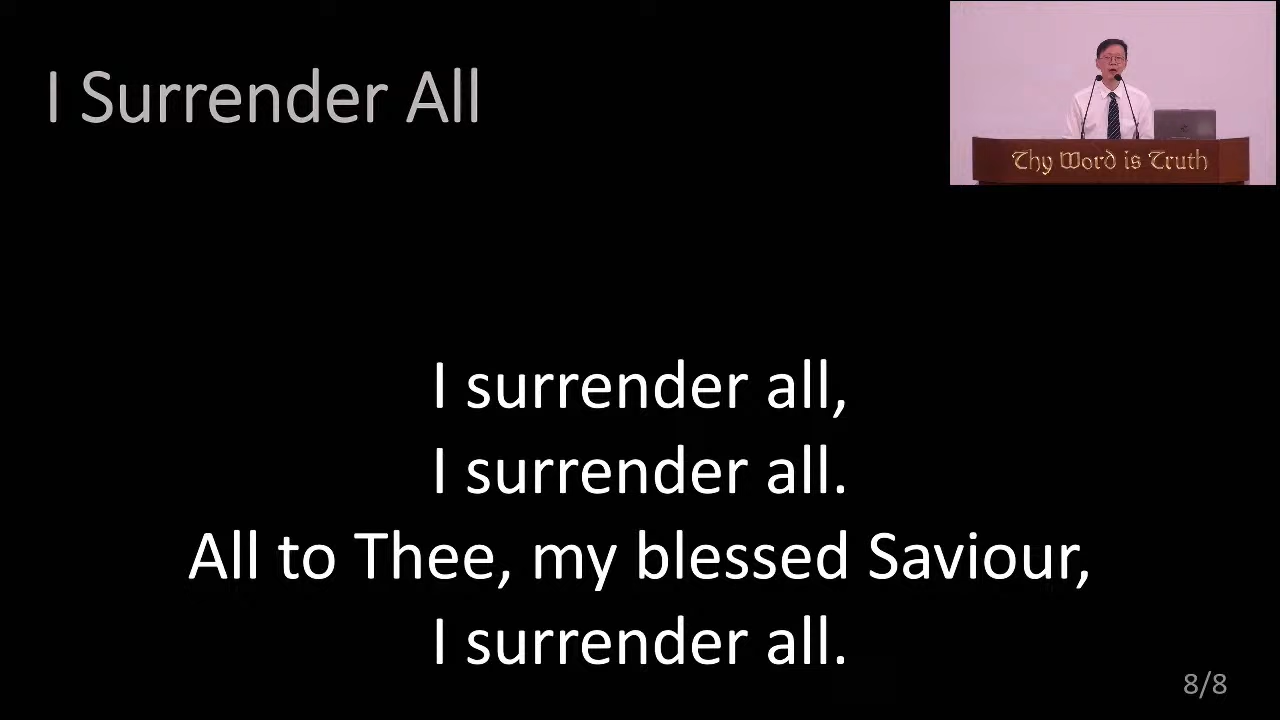 I Surrender All
Thy Word is Truth
I surrender all,
I surrender all.
All to Thee, my blessed Saviour,
I surrender all.
8/8